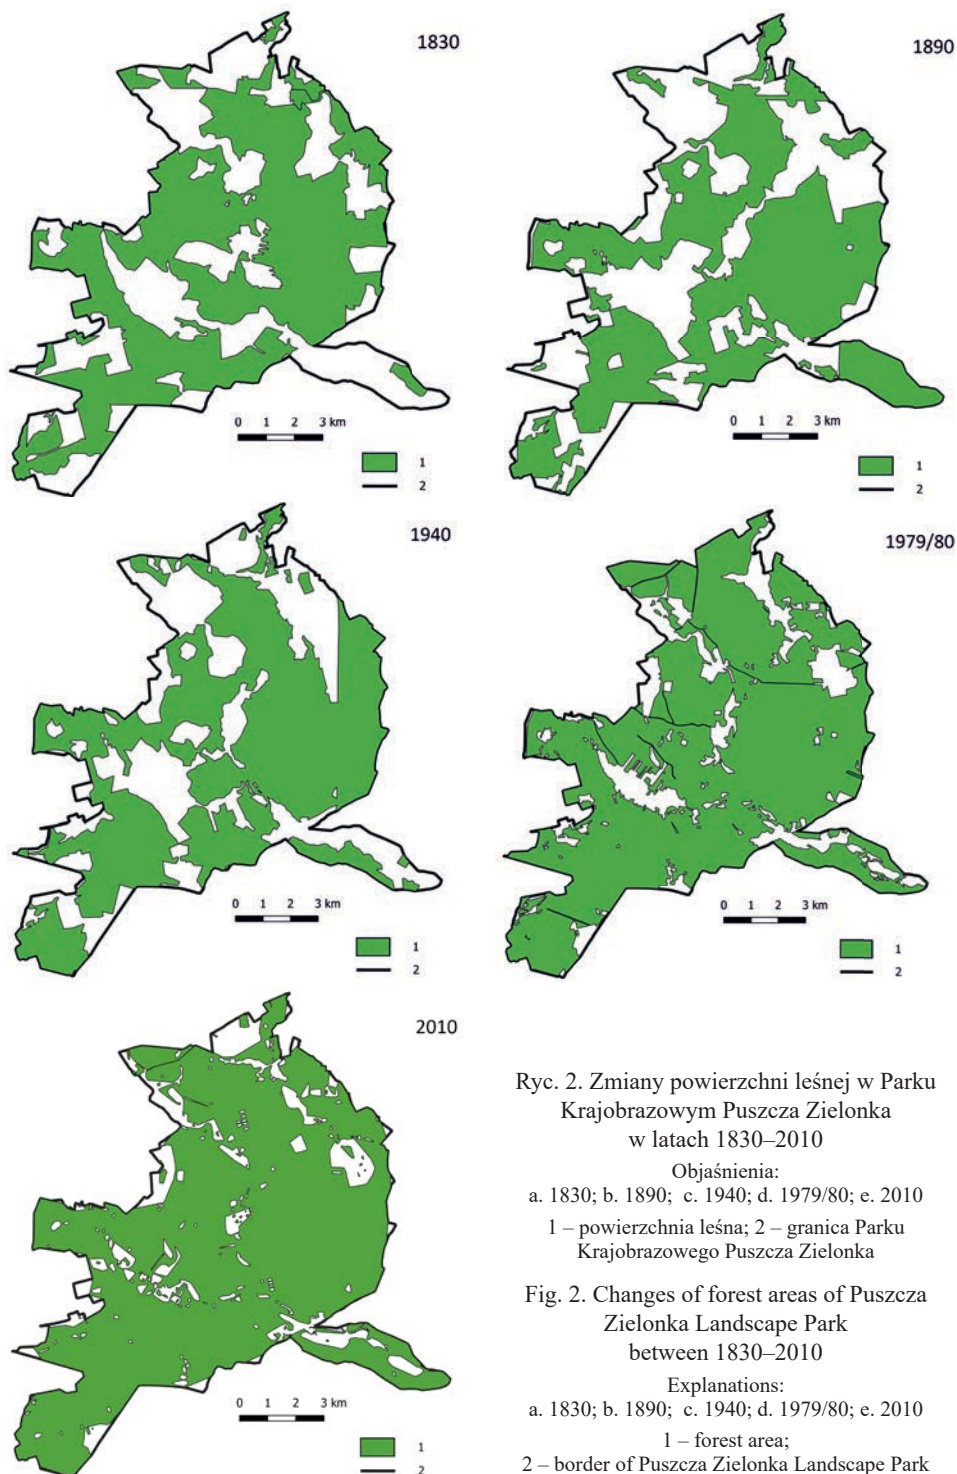 1830
0 1 2 3 km
1
2
1890
0 1 2 3 km
1
2
1940
0 1 2 3 km
1
2
1979/80
0 1 2 3 km
1
2
2010
0 1 2 3 km
1
2
Ryc. 2. Zmiany powierzchni leśnej w Parku
Krajobrazowym Puszcza Zielonka
w latach 1830–2010
Objaśnienia:
a. 1830; b. 1890; c. 1940; d. 1979/80; e. 2010
1 – powierzchnia leśna; 2 – granica Parku
Krajobrazowego Puszcza Zielonka
Fig. 2. Changes of forest areas of Puszcza
Zielonka Landscape Park
between 1830–2010
Explanations:
a. 1830; b. 1890; c. 1940; d. 1979/80; e. 2010
1 – forest area;
2 – border of Puszcza Zielonka Landscape Park